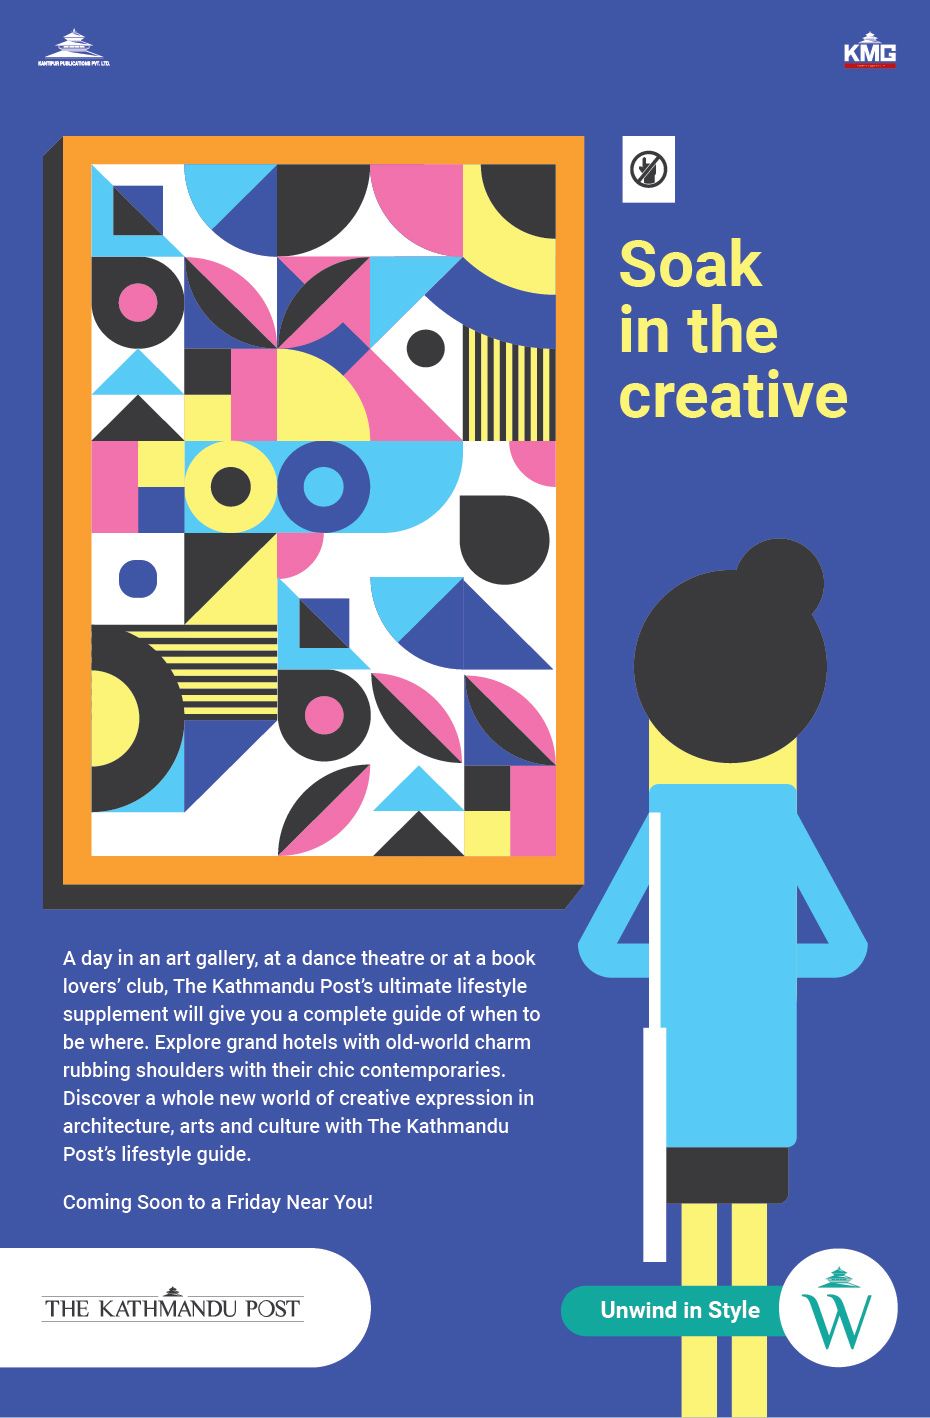 KANTIPUR PUBLICATIONS PVT. LTD.
KMG
Soak
in the
creative
A day in an art gallery, at a dance theatre or at a book
lovers’ club, The Kathmandu Post’s ultimate lifestyle
supplement will give you a complete guide of when to
be where. Explore grand hotels with old-world charm
rubbing shoulders with their chic contemporaries.
Discover a whole new world of creative expression in
architecture, arts and culture with The Kathmandu
Post’s lifestyle guide.
Coming Soon to a Friday Near You!
THE KATHMANDU POST
Unwind in Style
W